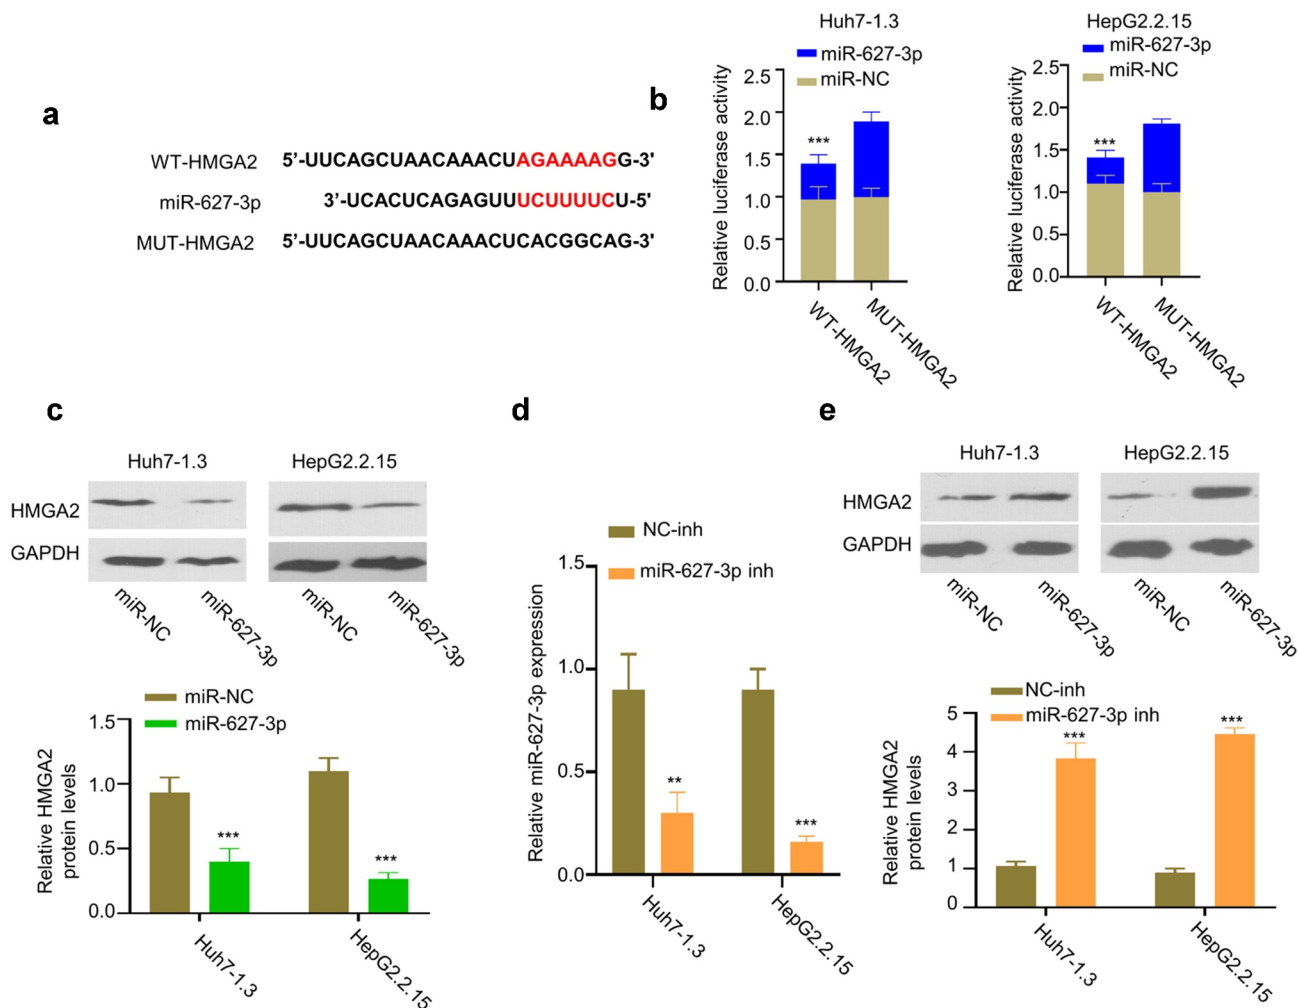 a
WT-HMGA2 5’-UUCAGCUAACAAACUAGAAAAGG-3'
miR-627-3p 3’-UCACUCAGAGUUUCUUUUCU-5'
MUT-HMGA2 5’-UUCAGCUAACAAACUCACGGCAG-3'
b
Huh7-1.3
miR-627-3p
miR-NC
Relative luciferase activity
2.5
2.0
1.5
1.0
0.5
0.0
***
WT-HMGA2
MUT-HMGA2
HepG2.2.15
miR-627-3p
miR-NC
Relative luciferase activity
2.5
2.0
1.5
1.0
0.5
0.0
***
WT-HMGA2
MUT-HMGA2
c
Huh7-1.3 HepG2.2.15
HMGA2
GAPDH
miR-NC
miR-627-3p
miR-NC
miR-627-3p
miR-NC
miR-627-3p
Relative HMGA2
protein levels
1.5
1.0
0.5
0.0
***
***
Huh7-1.3
HepG2.2.15
d
NC-inh
miR-627-3p inh
Relative miR-627-3p expression
1.5
1.0
0.5
0.0
**
***
Huh7-1.3
HepG2.2.15
e
Huh7-1.3 HepG2.2.15
HMGA2
GAPDH
miR-NC
miR-627-3p
miR-NC
miR-627-3p
NC-inh
miR-627-3p inh
Relative HMGA2
protein levels
5
4
3
2
1
0
***
***
Huh7-1.3
HepG2.2.15